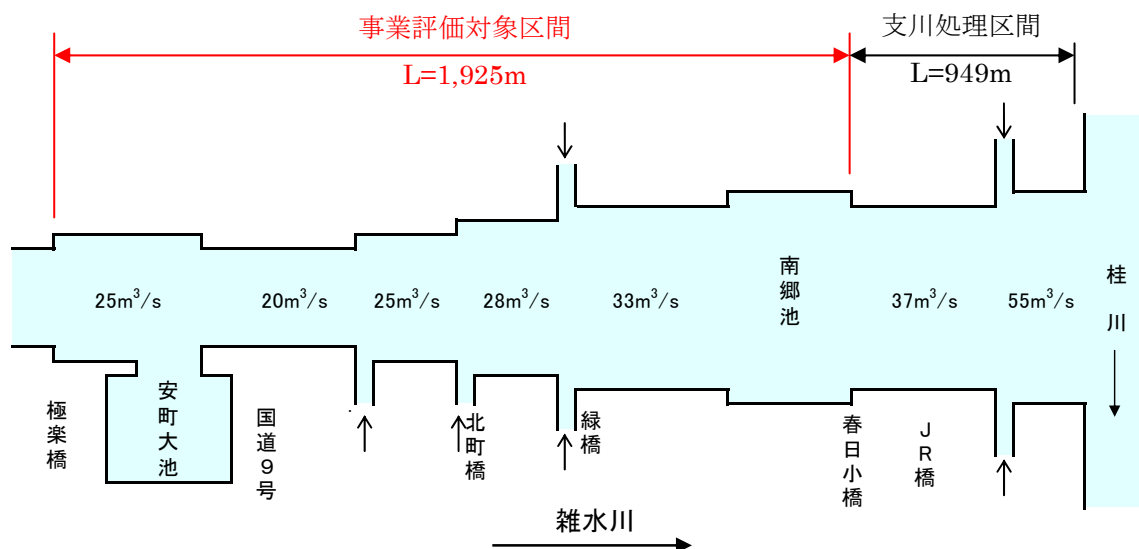 事業評価対象区間
支川処理区間
L=1,925m
L=949m
25m³/s
20m³/s
25m³/s
28m³/s
33m³/s
南郷池
37m³/s
55m³/s
桂川
極楽橋
安町大池
国道9号
北町橋
緑橋
春日小橋
JR橋
雑水川